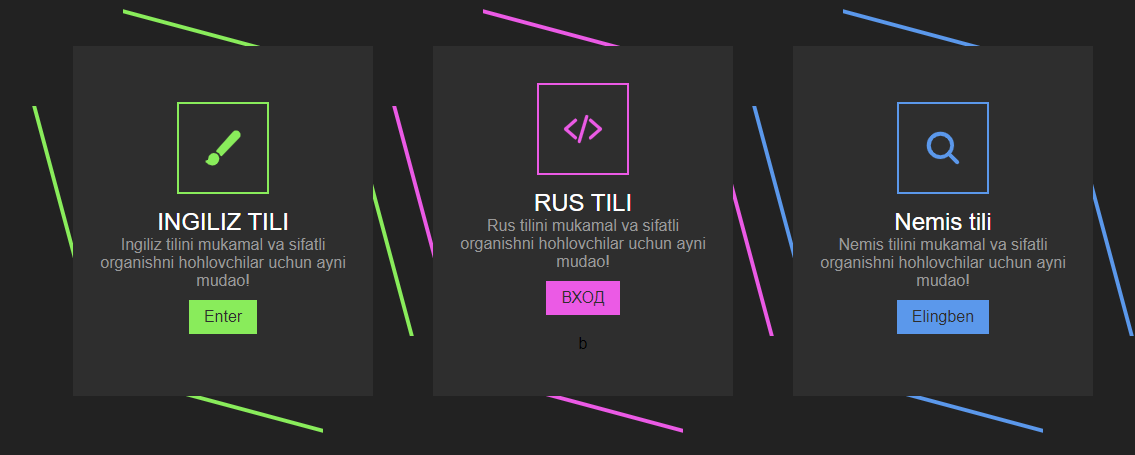 INGILIZ TILI
Ingiliz tilini mukamal va sifatli
organishni hohlovchilar uchun ayni
mudao!
Enter
RUS TILI
Rus tilini mukamal va sifatli
organishni hohlovchilar uchun ayni
mudao!
ВХОД
b
Nemis tili
Nemis tilini mukamal va sifatli
organishni hohlovchilar uchun ayni
mudao!
Elingben